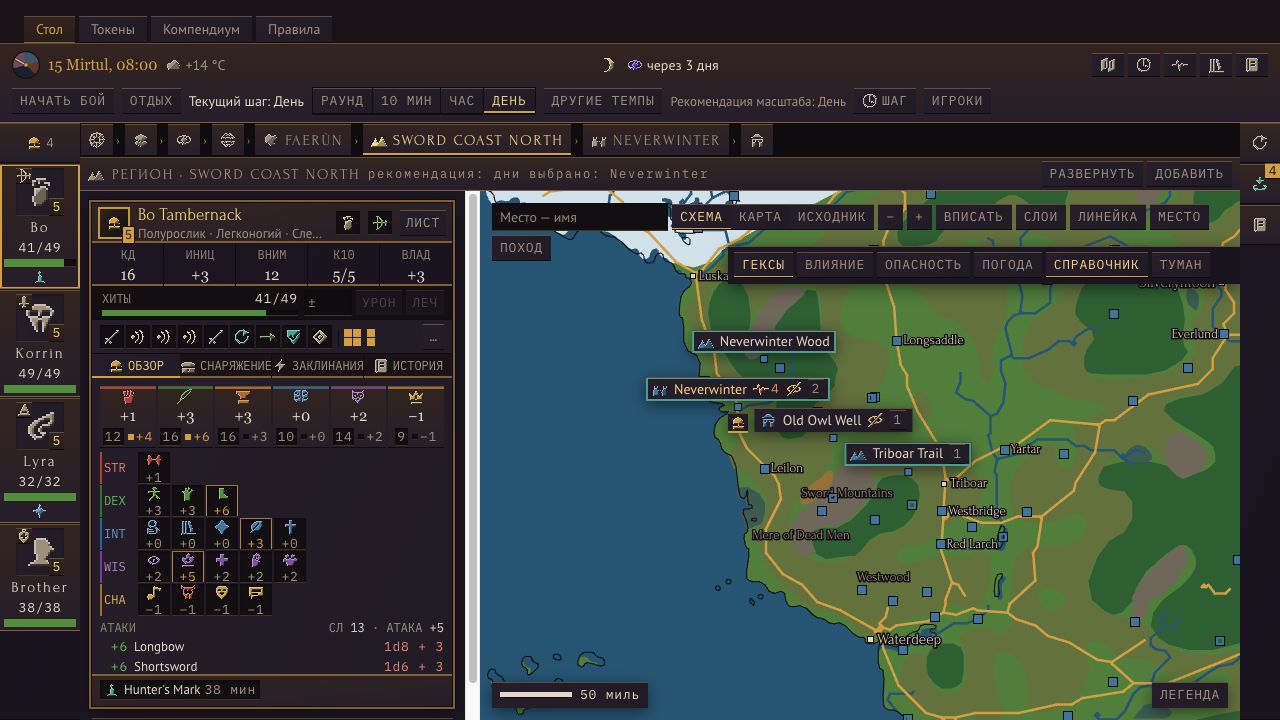 Стол Токены Компендиум Правила
15 Mirtul, 08:00 +14 °C через 3 дня
НАЧАТЬ БОЙ ОТДЫХ Текущий шаг: День РАУНД 10 МИН ЧАС ДЕНЬ ДРУГИЕ ТЕМПЫ Рекомендация масштаба: День ШАГ ИГРОКИ
4 FAERÛN SWORD COAST NORTH NEVERWINTER
РЕГИОН · SWORD COAST NORTH рекомендация: дни выбрано: Neverwinter РАЗВЕРНУТЬ ДОБАВИТЬ
4
5
Bo
41/49
5
Korrin
49/49
5
Lyra
32/32
5
Brother
38/38
5
Bo Tambernack
Полурослик · Легконогий · Сле...
ЛИСТ
КД ИНИЦ ВНИМ К10 ВЛАД
16 +3 12 5/5 +3
ХИТЫ 41/49 ± УРОН ЛЕЧ
...
ОБЗОР СНАРЯЖЕНИЕ ЗАКЛИНАНИЯ ИСТОРИЯ
+1 +3 +3 +0 +2 −1
12 +4 16 +6 16 +3 10 +0 14 +2 9 −1
STR +1
DEX +3 +3 +6
INT +0 +0 +0 +3 +0
WIS +2 +5 +2 +2 +2
CHA −1 −1 −1 −1
АТАКИ СЛ 13 · АТАКА +5
+6 Longbow 1d8 + 3
+6 Shortsword 1d6 + 3
Hunter's Mark 38 мин
Место — имя СХЕМА КАРТА ИСХОДНИК − + ВПИСАТЬ СЛОИ ЛИНЕЙКА МЕСТО
ПОХОД
ГЕКСЫ ВЛИЯНИЕ ОПАСНОСТЬ ПОГОДА СПРАВОЧНИК ТУМАН
Luska
Silverymoon
Everlund
Neverwinter Wood
Longsaddle
Neverwinter 4 2
Old Owl Well 1
Triboar Trail 1
Yartar
Leilon
Triboar
Sword Mountains
Westbridge
Mere of Dead Men
Red Larch
Westwood
Waterdeep
50 миль
ЛЕГЕНДА